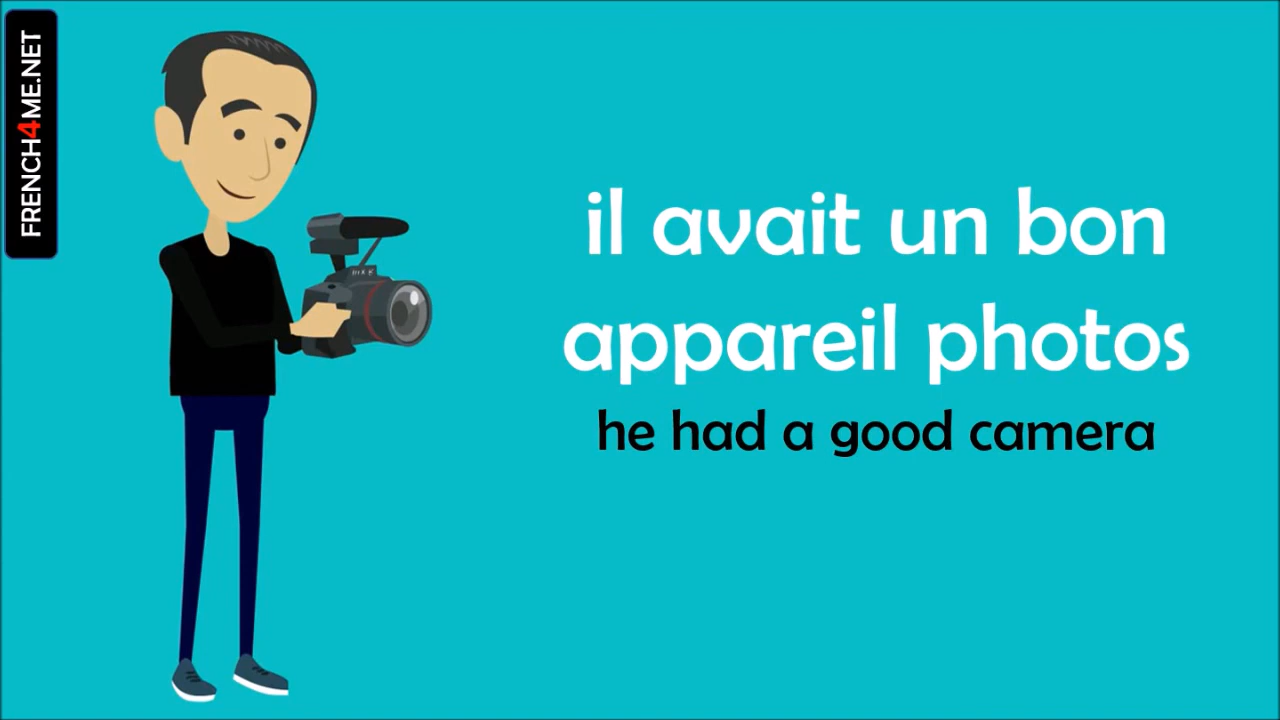 FRENCH4ME.NET
il avait un bon
appareil photos
he had a good camera